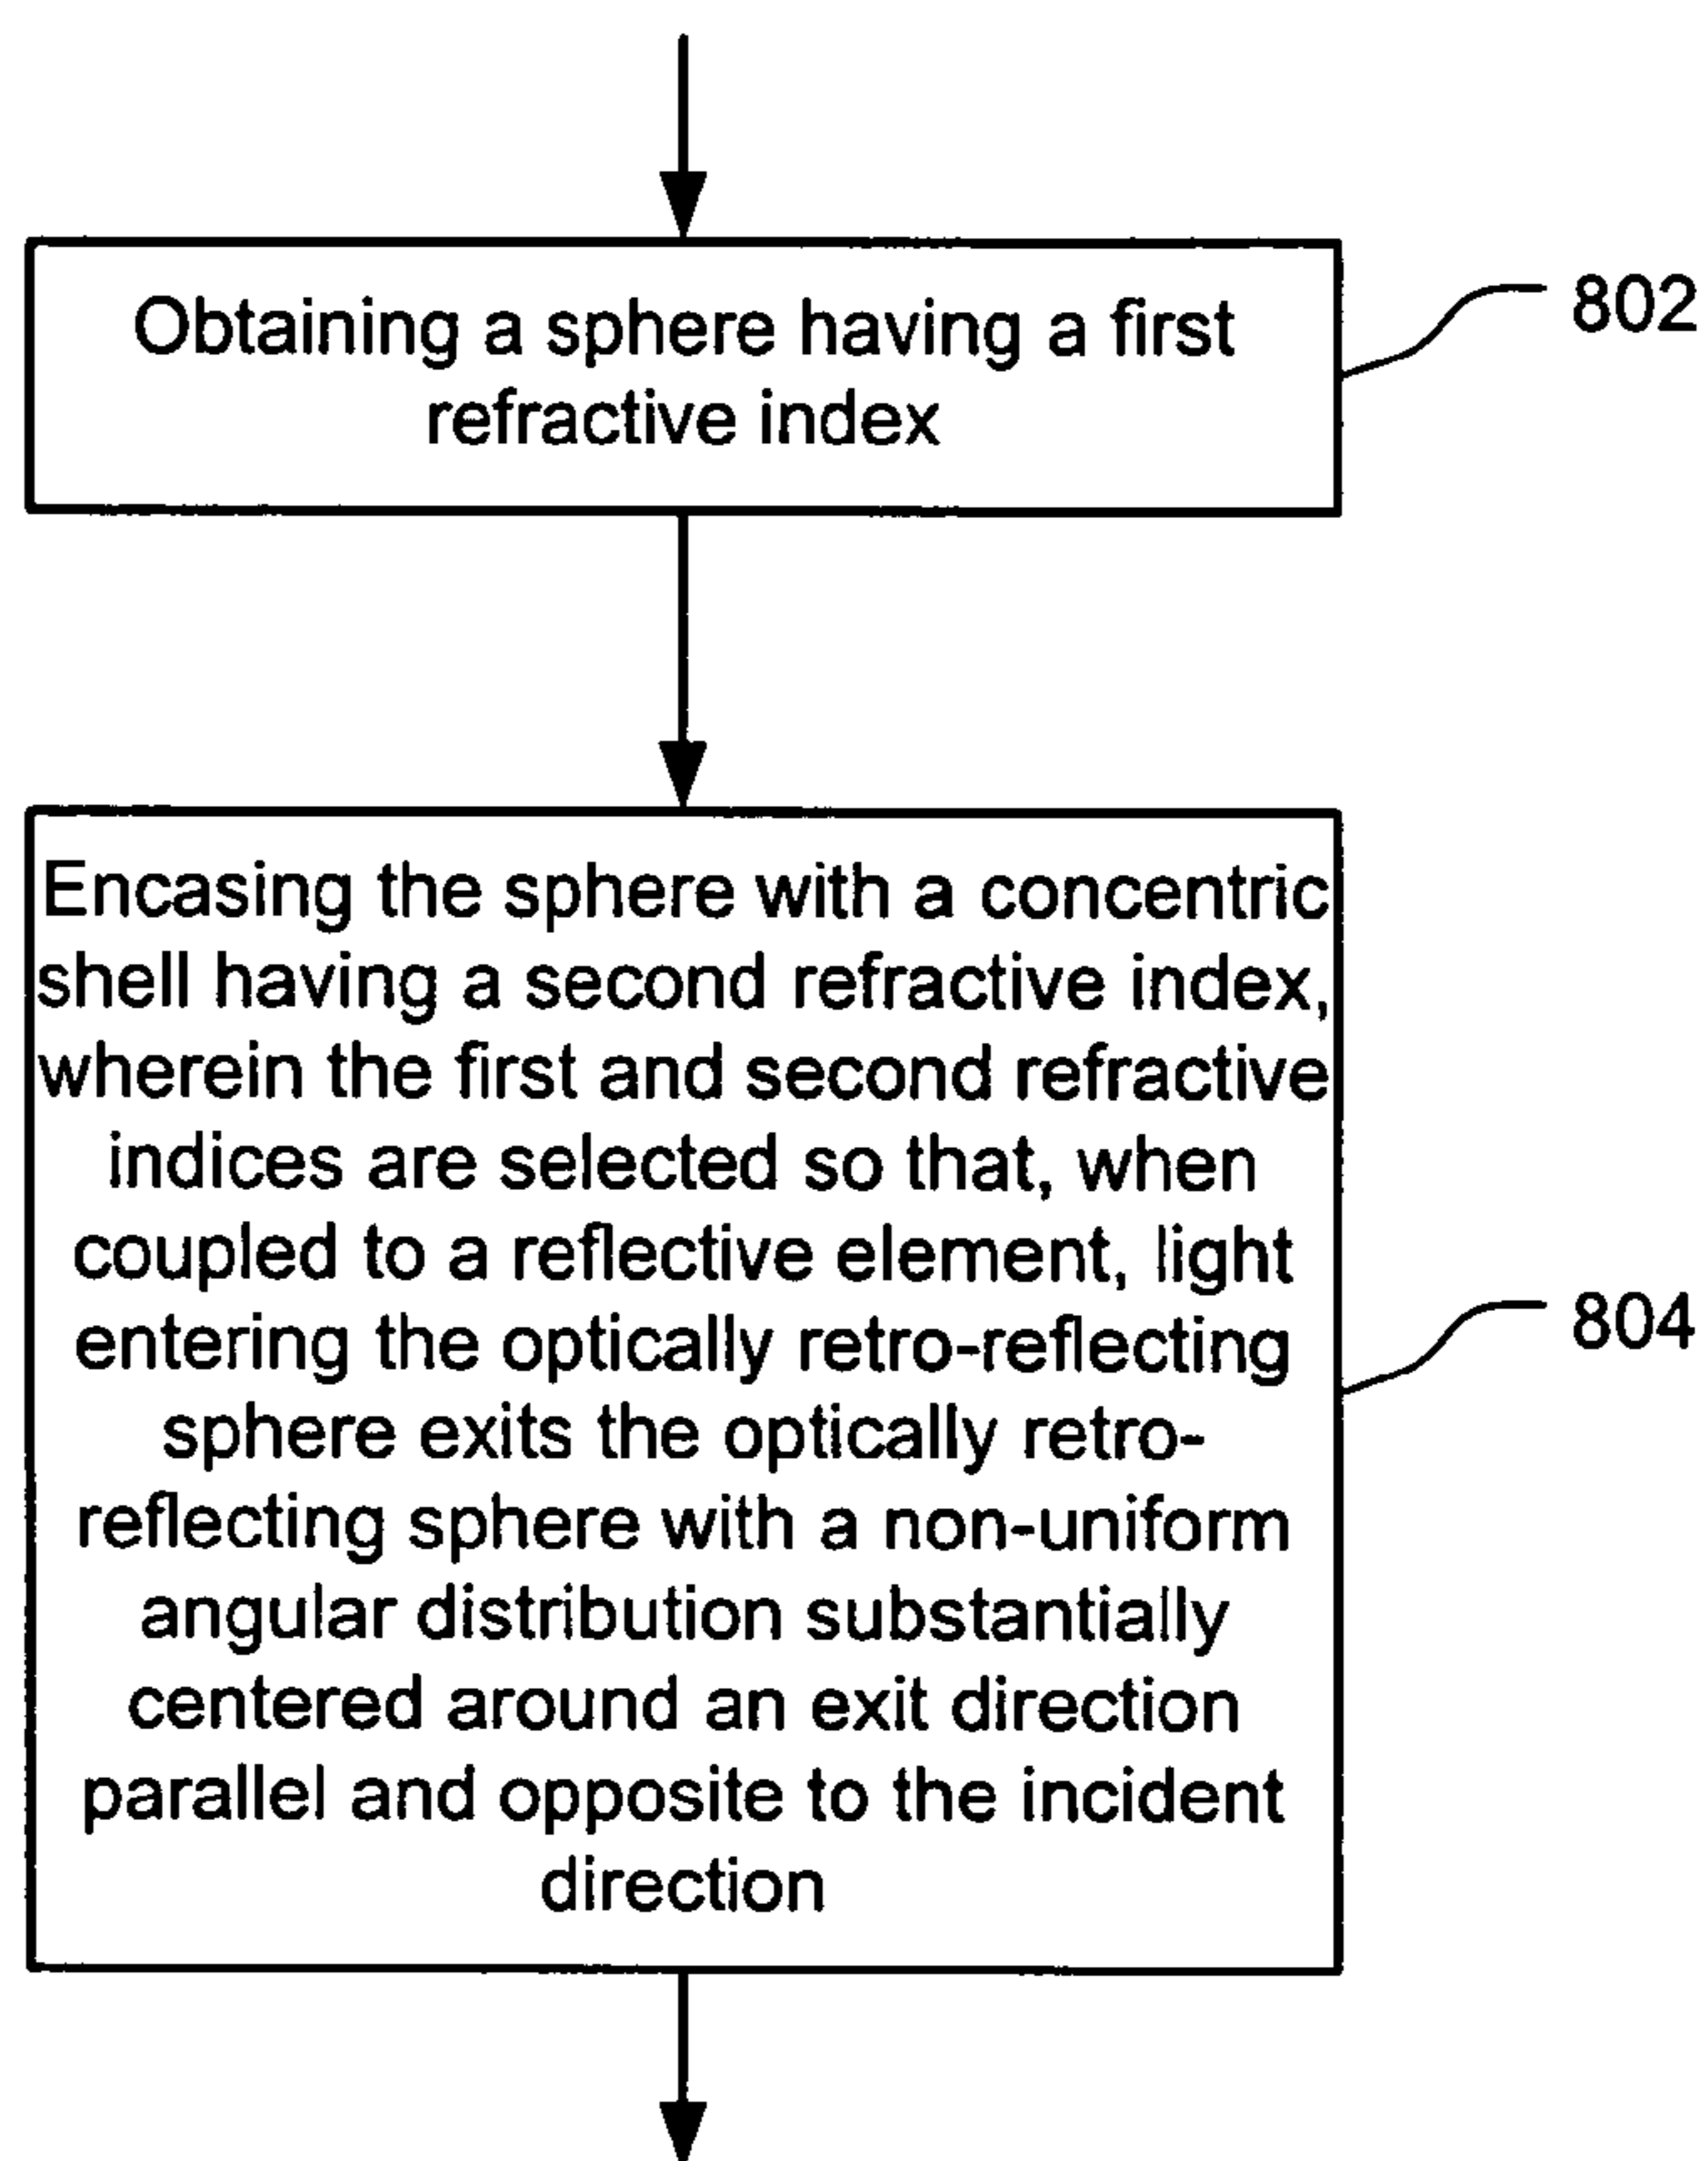 Obtaining a sphere having a first
refractive index
802
Encasing the sphere with a concentric
shell having a second refractive index,
wherein the first and second refractive
indices are selected so that, when
coupled to a reflective element, light
entering the optically retro-reflecting
sphere exits the optically retro-
reflecting sphere with a non-uniform
angular distribution substantially
centered around an exit direction
parallel and opposite to the incident
direction
804